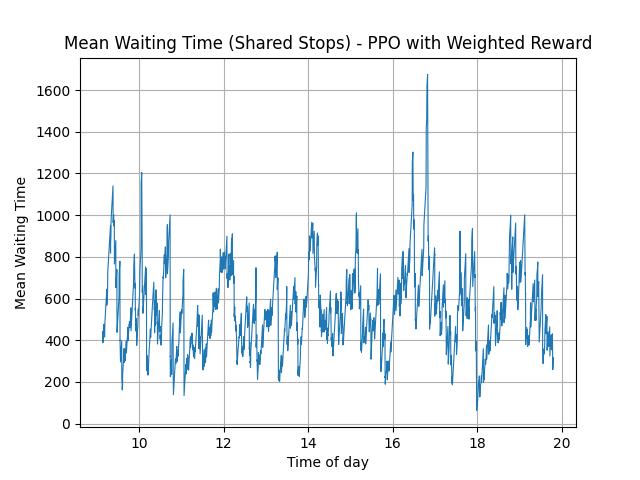 Mean Waiting Time (Shared Stops) - PPO with Weighted Reward
1600
1400
1200
1000
800
600
400
200
0
Mean Waiting Time
10 12 14 16 18 20
Time of day